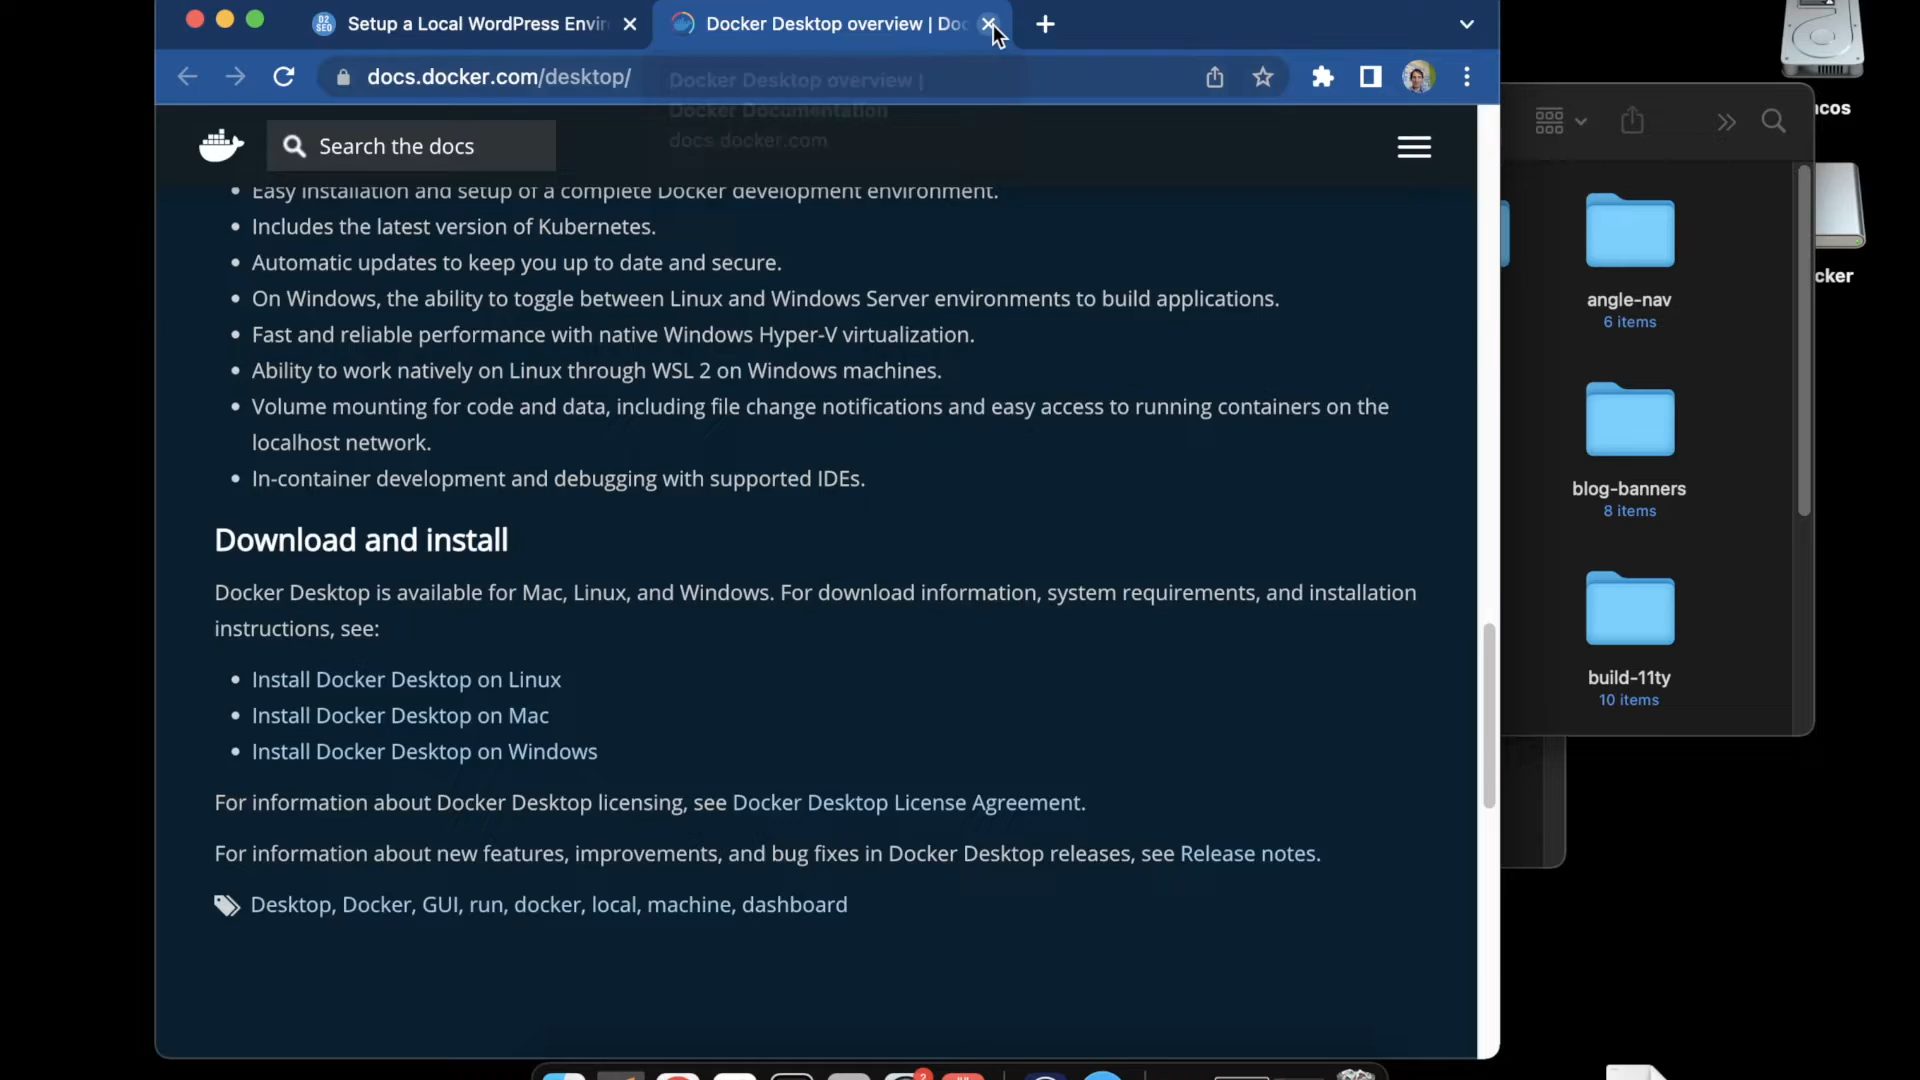 D2
SEO
Setup a Local WordPress Envir
Docker Desktop overview | Doc
docs.docker.com/desktop/
Docker Desktop overview |
Docker Documentation
docs.docker.com
Search the docs
Easy installation and setup of a complete Docker development environment.
Includes the latest version of Kubernetes.
Automatic updates to keep you up to date and secure.
On Windows, the ability to toggle between Linux and Windows Server environments to build applications.
Fast and reliable performance with native Windows Hyper-V virtualization.
Ability to work natively on Linux through WSL 2 on Windows machines.
Volume mounting for code and data, including file change notifications and easy access to running containers on the
localhost network.
In-container development and debugging with supported IDEs.
Download and install
Docker Desktop is available for Mac, Linux, and Windows. For download information, system requirements, and installation
instructions, see:
Install Docker Desktop on Linux
Install Docker Desktop on Mac
Install Docker Desktop on Windows
For information about Docker Desktop licensing, see Docker Desktop License Agreement.
For information about new features, improvements, and bug fixes in Docker Desktop releases, see Release notes.
Desktop, Docker, GUI, run, docker, local, machine, dashboard
cos
cker
angle-nav
6 items
blog-banners
8 items
build-11ty
10 items
2